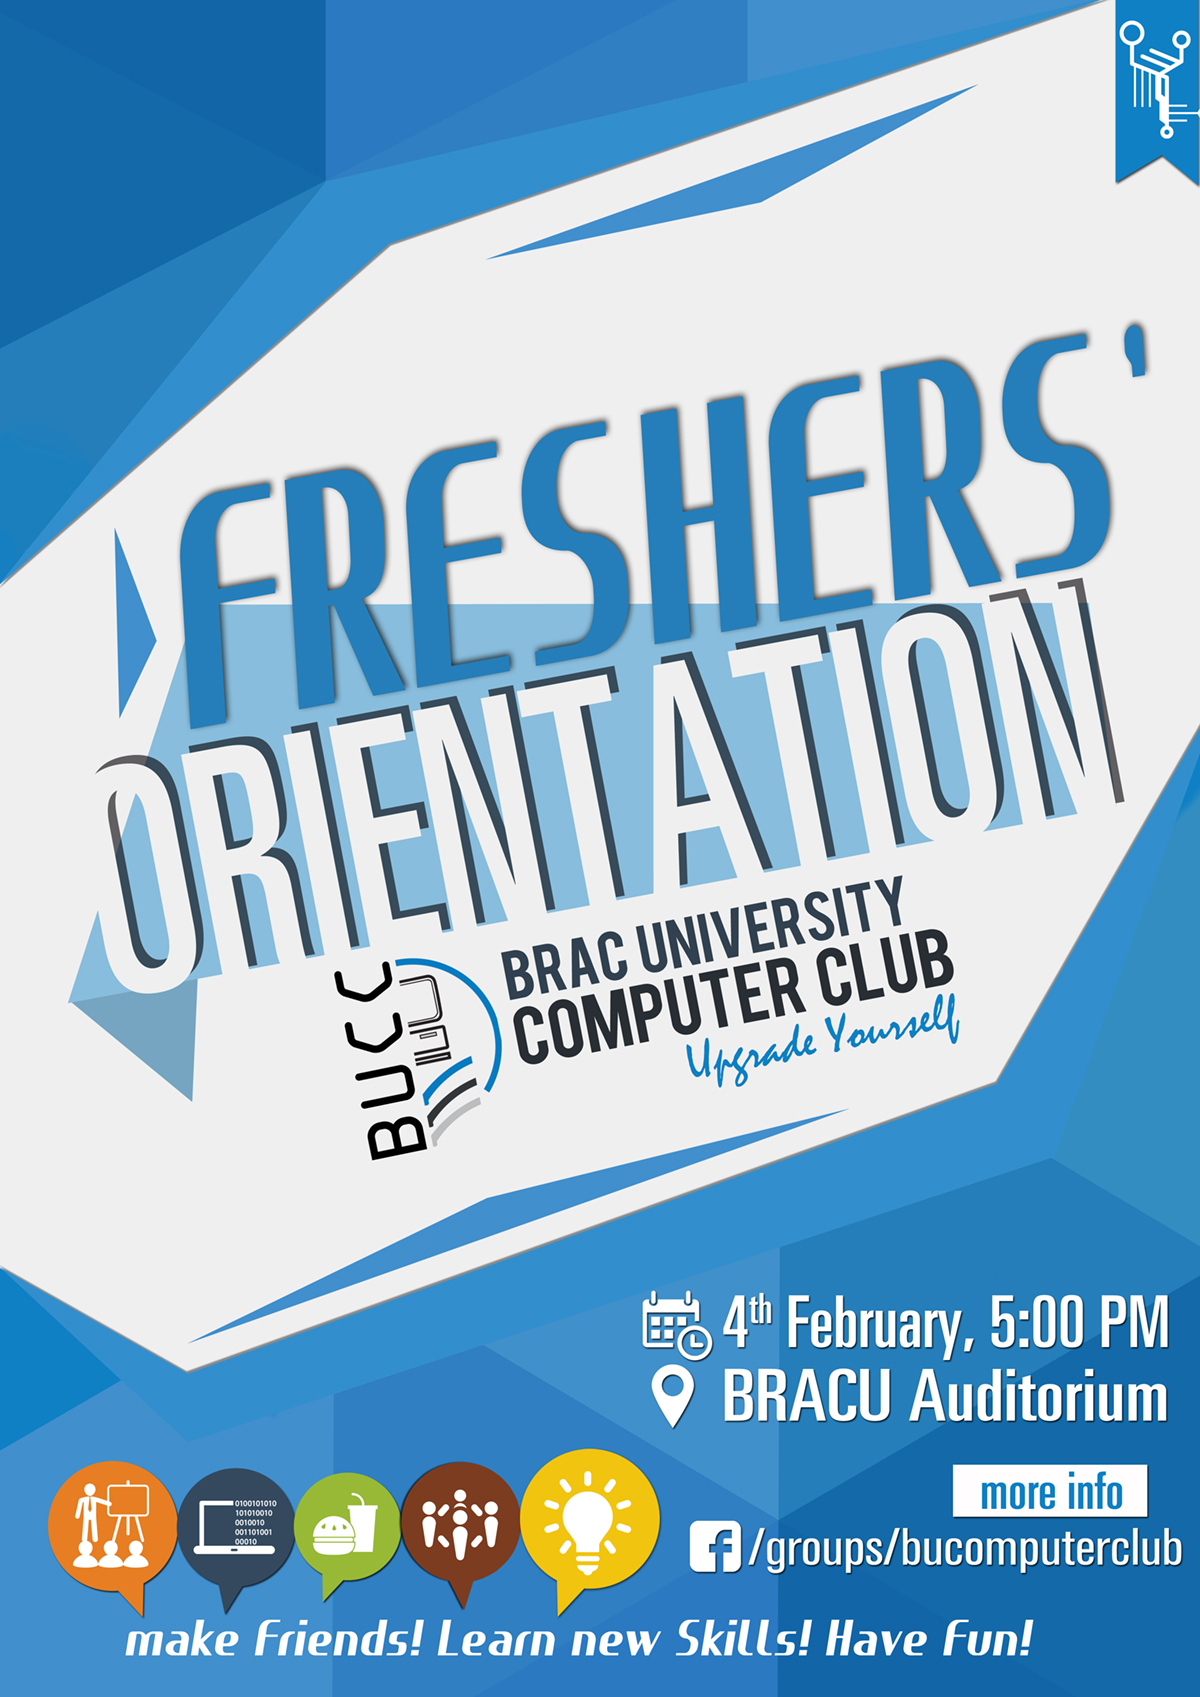 FRESHERS'
ORIENTATION
BUCC
BRAC UNIVERSITY
COMPUTER CLUB
Upgrade Yourself
4th February, 5:00 PM
BRACU Auditorium
more info
/groups/bucomputerclub
0100101010
101010010
0010010
001101001
00010
make Friends! Learn new Skills! Have Fun!